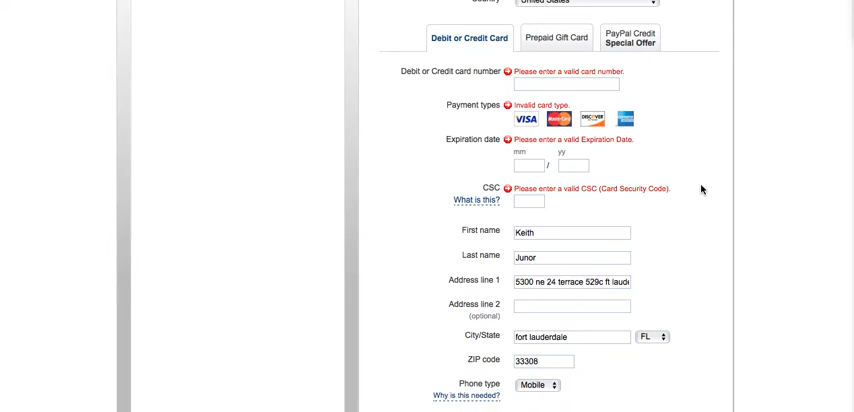 Country United States
Debit or Credit Card Prepaid Gift Card PayPal Credit
Special Offer
Debit or Credit card number Please enter a valid card number.
Payment types Invalid card type.
VISA MasterCard DISCOVER
Expiration date Please enter a valid Expiration Date.
mm yy
/
CSC Please enter a valid CSC (Card Security Code).
What is this?
First name Keith
Last name Junor
Address line 1 5300 ne 24 terrace 529c ft laude
Address line 2
(optional)
City/State fort lauderdale FL
ZIP code 33308
Phone type Mobile
Why is this needed?